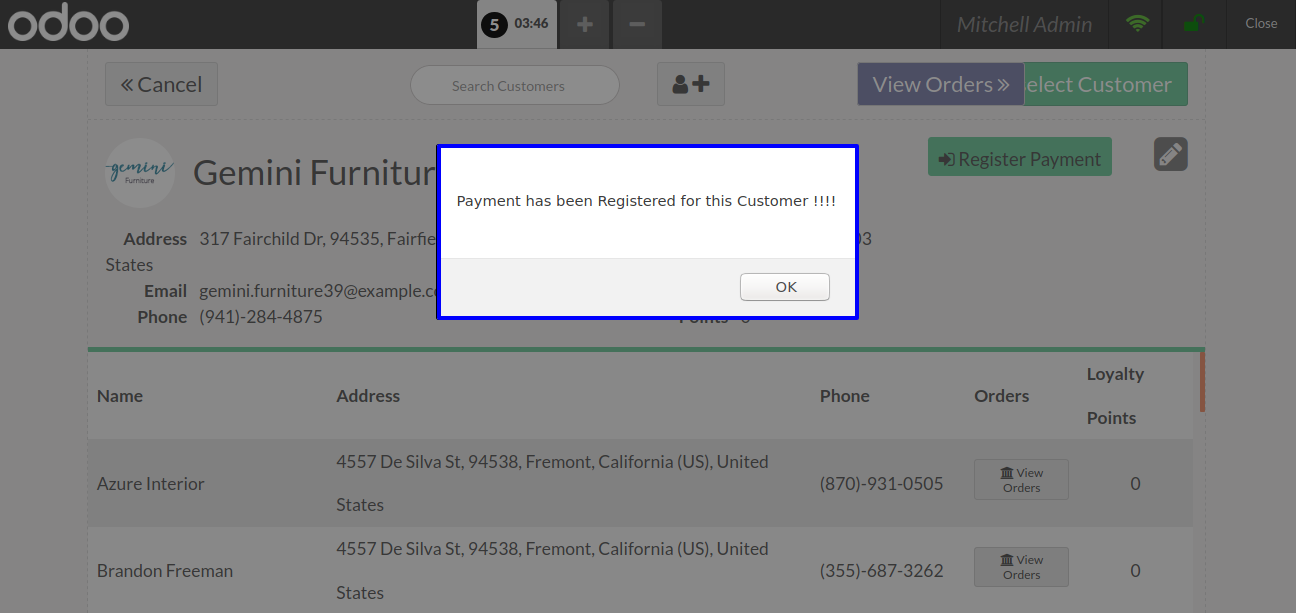 odoo
5 03:46
Mitchell Admin
Close
Cancel
Search Customers
View Orders
elect Customer
gemini
Furniture
Gemini Furnitur
Register Payment
Payment has been Registered for this Customer !!!!
OK
Address 317 Fairchild Dr, 94535, Fairfie
States
Email gemini.furniture39@example.c
Phone (941)-284-4875
Name Address Phone Orders Loyalty Points
Azure Interior
4557 De Silva St, 94538, Fremont, California (US), United
States
(870)-931-0505
View
Orders
0
Brandon Freeman
4557 De Silva St, 94538, Fremont, California (US), United
States
(355)-687-3262
View
Orders
0